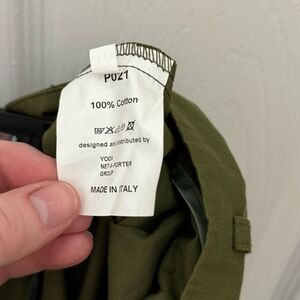 P021
100% Cotton
designed and distributed by
YOOX
NET-A-PORTER
GROUP
MADE IN ITALY